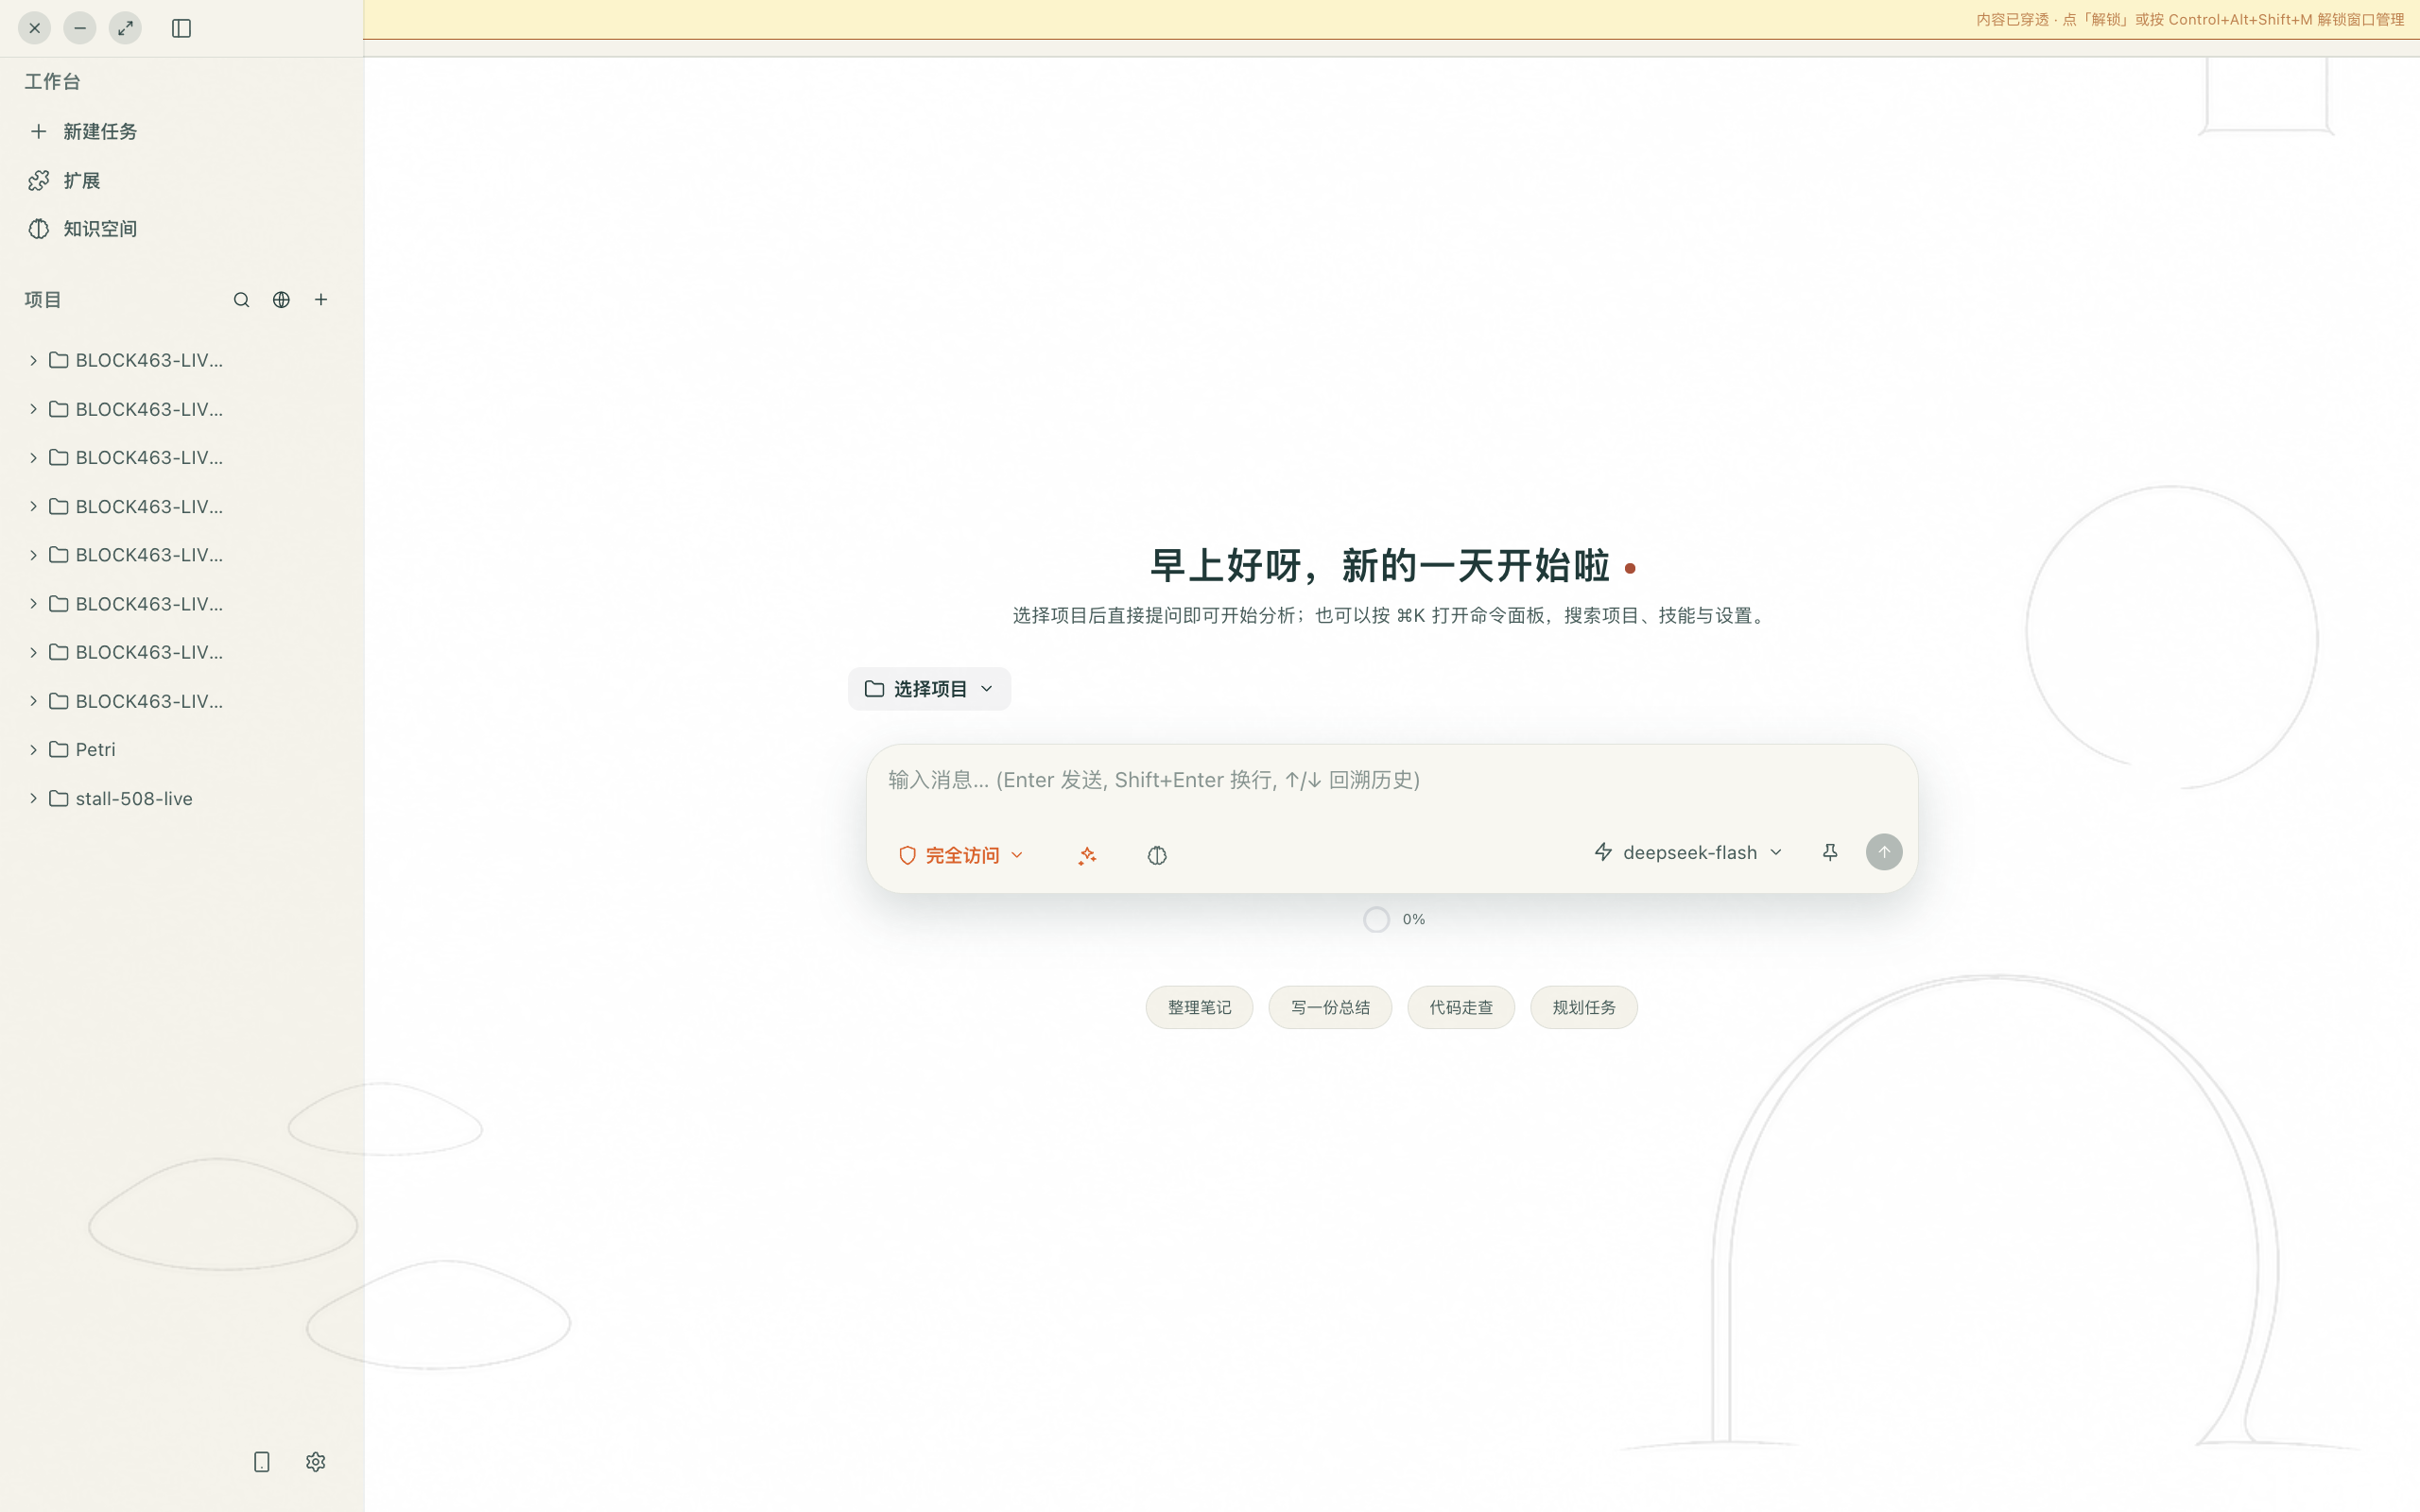 内容已穿透 · 点「解锁」或按 Control+Alt+Shift+M 解锁窗口管理
工作台
新建任务
扩展
知识空间
项目
BLOCK463-LIV...
BLOCK463-LIV...
BLOCK463-LIV...
BLOCK463-LIV...
BLOCK463-LIV...
BLOCK463-LIV...
BLOCK463-LIV...
BLOCK463-LIV...
Petri
stall-508-live
早上好呀，新的一天开始啦
选择项目后直接提问即可开始分析；也可以按 ⌘K 打开命令面板，搜索项目、技能与设置。
选择项目
输入消息... (Enter 发送, Shift+Enter 换行, ↑/↓ 回溯历史)
完全访问
deepseek-flash
0%
整理笔记
写一份总结
代码走查
规划任务